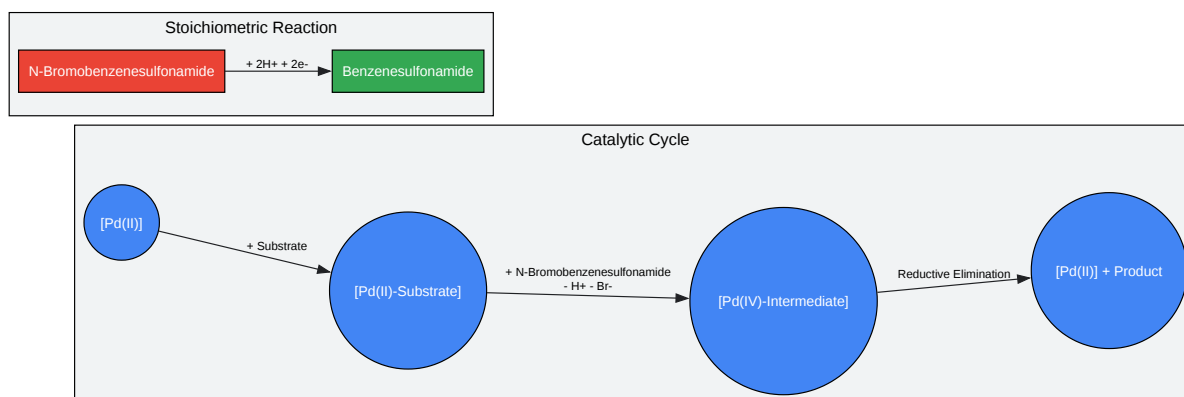 Stoichiometric Reaction
N-Bromobenzenesulfonamide
+ 2H+ + 2e-
Benzenesulfonamide
Catalytic Cycle
[Pd(II)]
+ Substrate
[Pd(II)-Substrate]
+ N-Bromobenzenesulfonamide
- H+ - Br-
[Pd(IV)-Intermediate]
Reductive Elimination
[Pd(II)] + Product